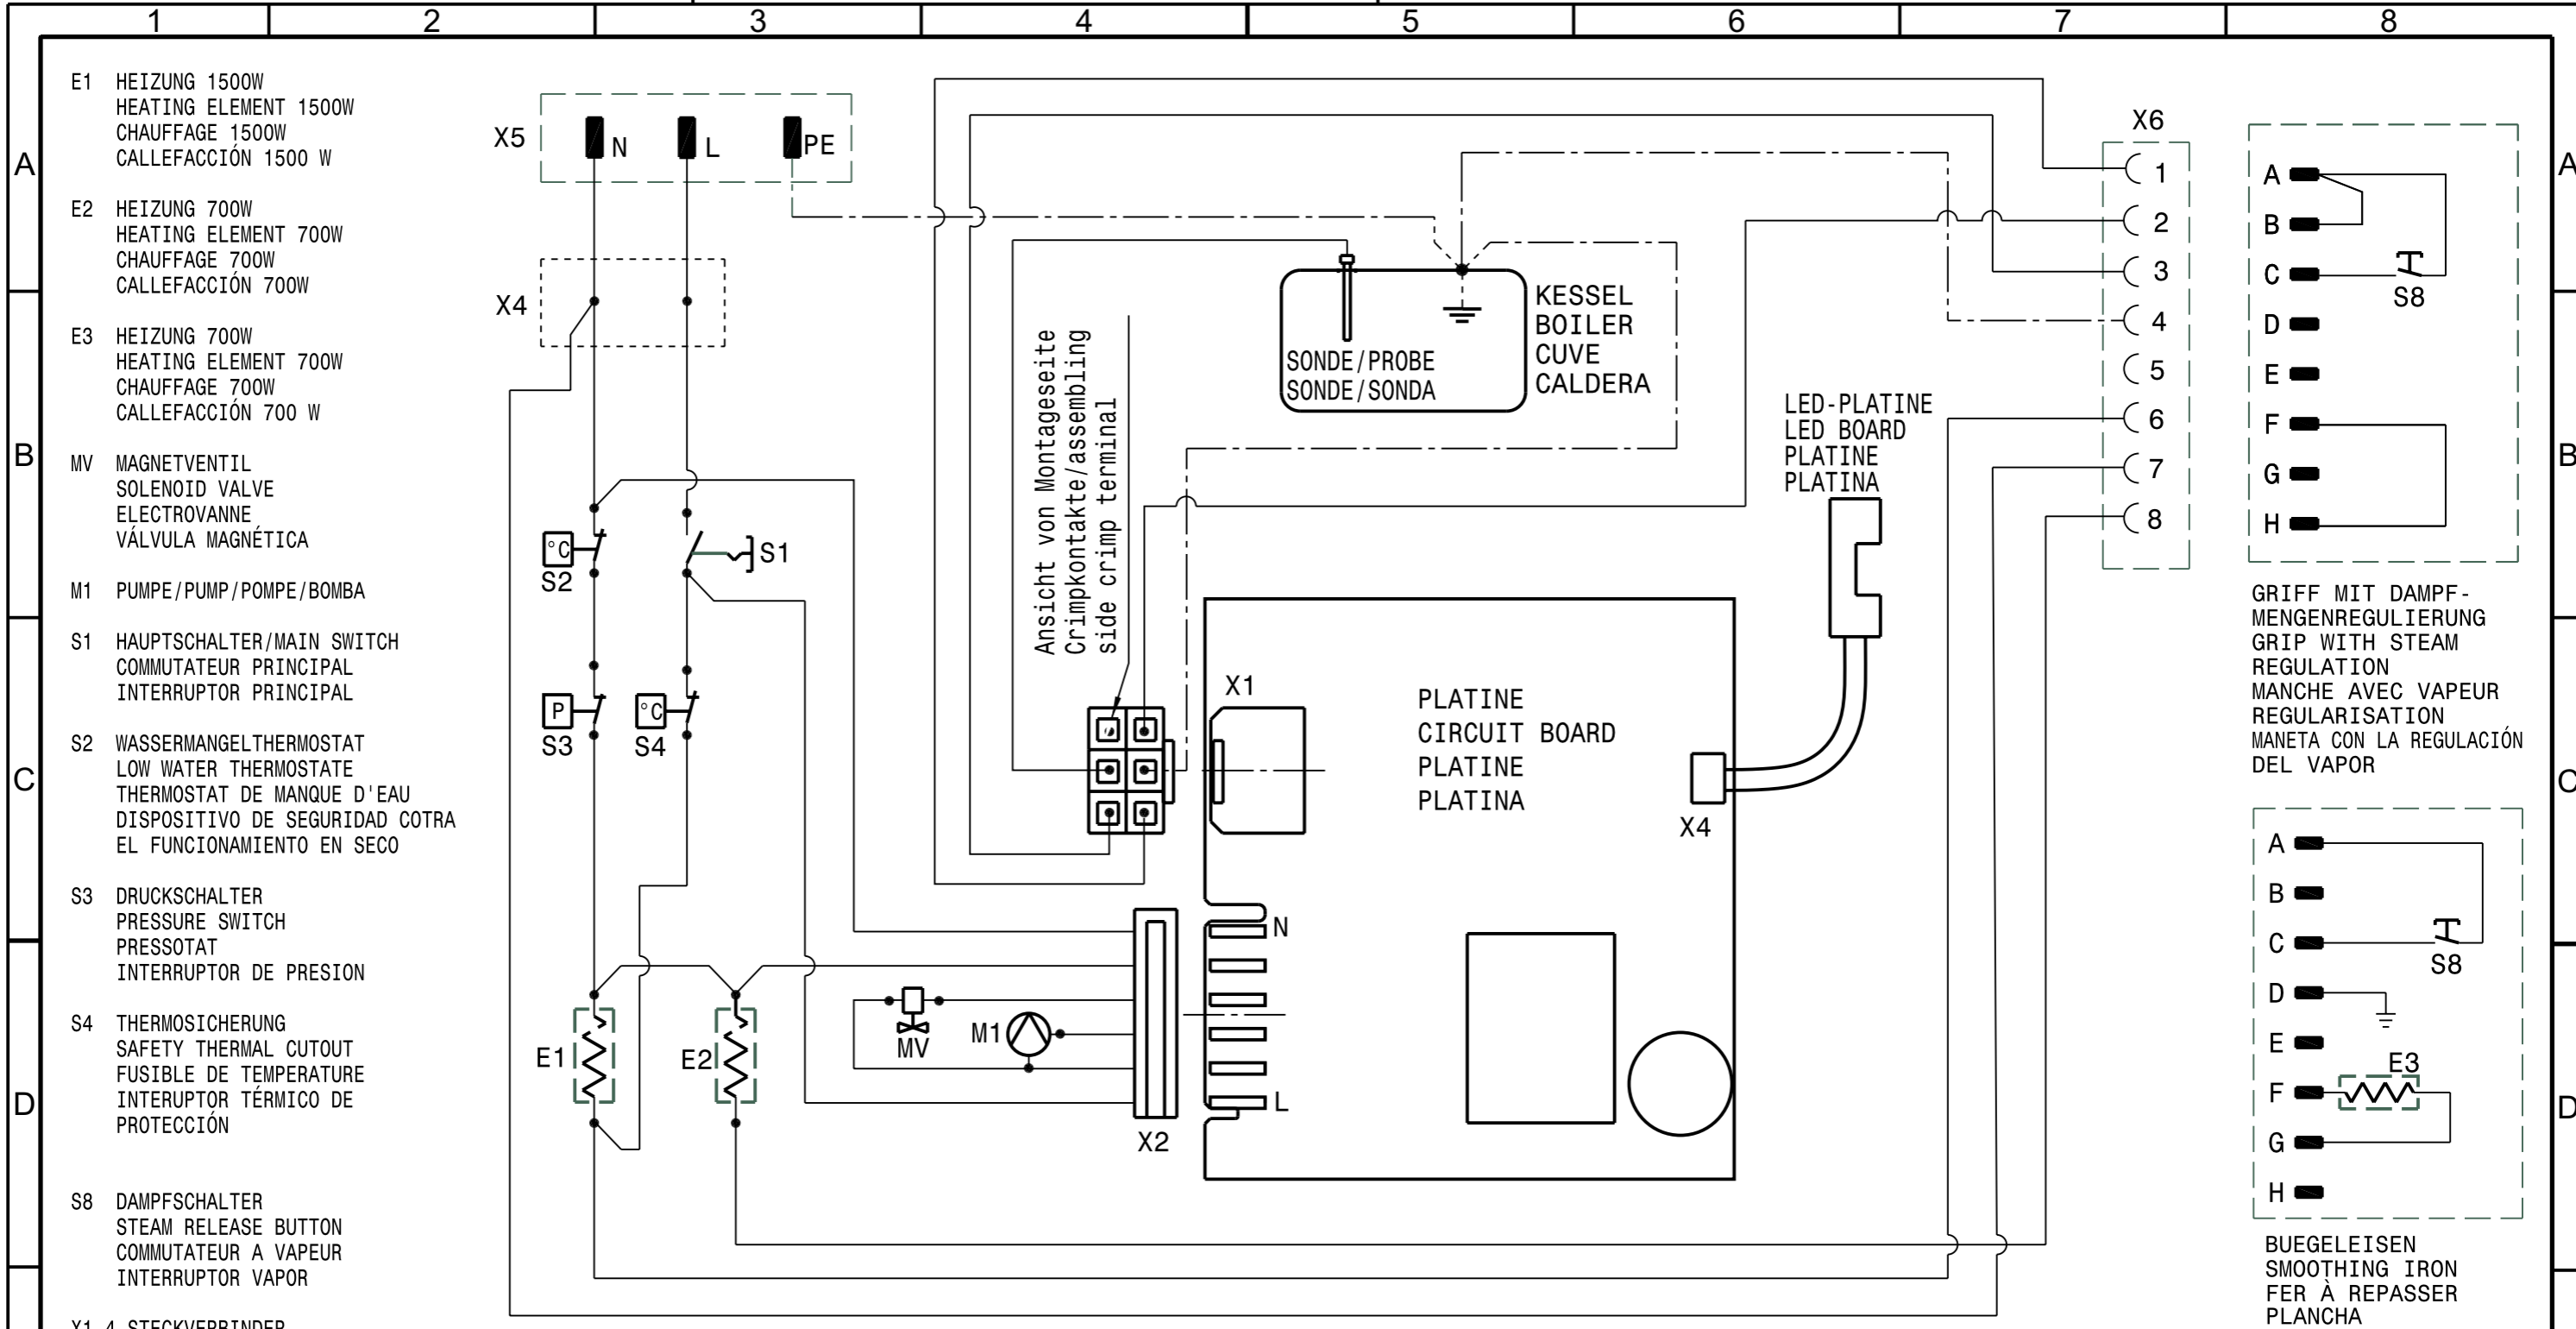 1 2 3 4 5 6 7 8
A
B
C
D
A
B
C
D
E1 HEIZUNG 1500W
HEATING ELEMENT 1500W
CHAUFFAGE 1500W
CALLEFACCIÓN 1500 W
E2 HEIZUNG 700W
HEATING ELEMENT 700W
CHAUFFAGE 700W
CALLEFACCIÓN 700W
E3 HEIZUNG 700W
HEATING ELEMENT 700W
CHAUFFAGE 700W
CALLEFACCIÓN 700 W
MV MAGNETVENTIL
SOLENOID VALVE
ELECTROVANNE
VÁLVULA MAGNÉTICA
M1 PUMPE/PUMP/POMPE/BOMBA
S1 HAUPTSCHALTER/MAIN SWITCH
COMMUTATEUR PRINCIPAL
INTERRUPTOR PRINCIPAL
S2 WASSERMANGELTHERMOSTAT
LOW WATER THERMOSTATE
THERMOSTAT DE MANQUE D'EAU
DISPOSITIVO DE SEGURIDAD COTRA
EL FUNCIONAMIENTO EN SECO
S3 DRUCKSCHALTER
PRESSURE SWITCH
PRESSOTAT
INTERRUPTOR DE PRESION
S4 THERMOSICHERUNG
SAFETY THERMAL CUTOUT
FUSIBLE DE TEMPERATURE
INTERUPTOR TÉRMICO DE
PROTECCIÓN
S8 DAMPFSCHALTER
STEAM RELEASE BUTTON
COMMUTATEUR A VAPEUR
INTERRUPTOR VAPOR
X1-4 STECKVERBINDER
X5 N L PE
X4
°C
S2
S1
P
S3
°C
S4
E1
E2
MV
M1
X2
Ansicht von Montageseite
Crimpkontakte/assembling
side crimp terminal
SONDE/PROBE
SONDE/SONDA
KESSEL
BOILER
CUVE
CALDERA
LED-PLATINE
LED BOARD
PLATINE
PLATINA
X1
PLATINE
CIRCUIT BOARD
PLATINE
PLATINA
X4
N
L
X6
1
2
3
4
5
6
7
8
A
B
C
S8
D
E
F
G
H
GRIFF MIT DAMPF-
MENGENREGULIERUNG
GRIP WITH STEAM
REGULATION
MANCHE AVEC VAPEUR
REGULARISATION
MANETA CON LA REGULACIÓN
DEL VAPOR
A
B
C
S8
D
E
E3
F
G
H
BUEGELEISEN
SMOOTHING IRON
FER À REPASSER
PLANCHA